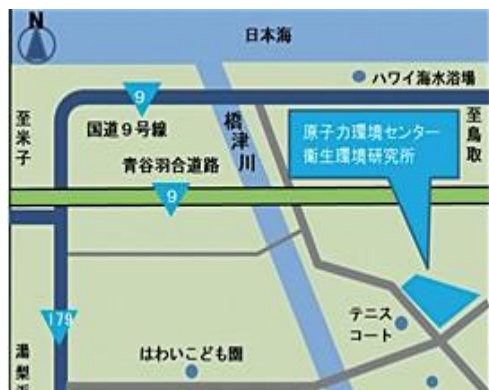 N
日本海
ハワイ海水浴場
9
国道9号線
至米子
橋津川
原子力環境センター
衛生環境研究所
至鳥取
青谷羽合道路
9
179
テニス
コート
はわいこども園
湯梨浜